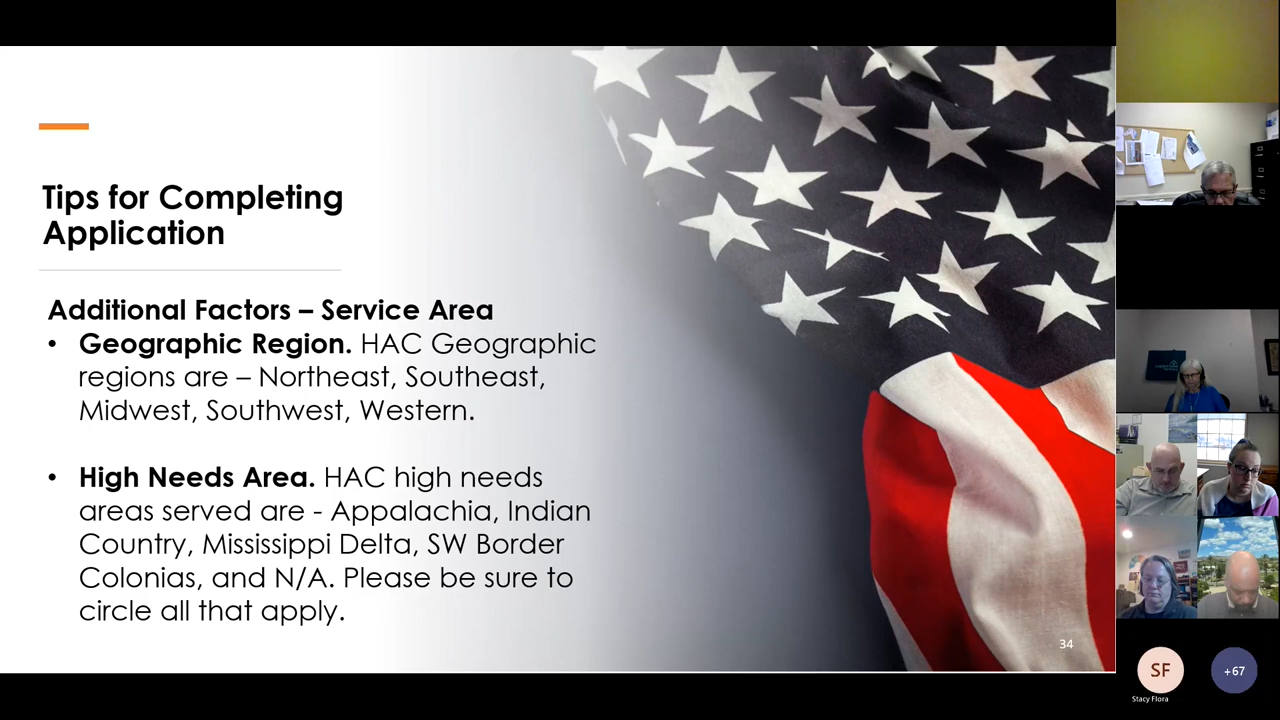 Tips for Completing
Application
Additional Factors – Service Area
• Geographic Region. HAC Geographic
regions are – Northeast, Southeast,
Midwest, Southwest, Western.
• High Needs Area. HAC high needs
areas served are - Appalachia, Indian
Country, Mississippi Delta, SW Border
Colonias, and N/A. Please be sure to
circle all that apply.
34
SF
+67
Stacy Flora